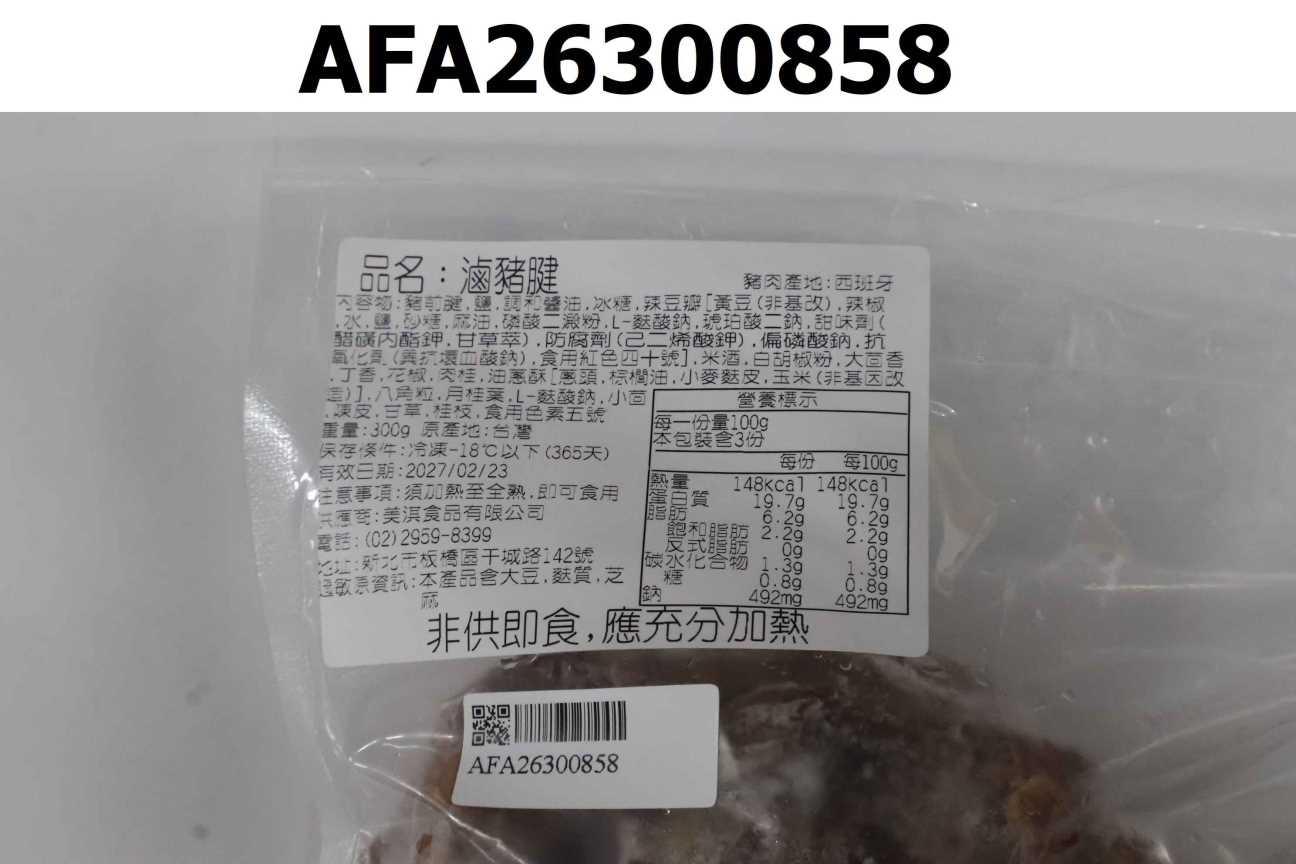 AFA26300858
品名:滷豬腱
豬肉產地:西班牙
內容物:豬前腱,鹽,調和醬油,冰糖,辣豆瓣[黃豆(非基改),辣椒
,水,鹽,砂糖,麻油,磷酸二澱粉,L-麩酸鈉,琥珀酸二鈉,甜味劑(
醋磺內酯鉀,甘草萃),防腐劑(己二烯酸鉀),偏磷酸鈉,抗
氧化劑(異抗壞血酸鈉),食用紅色四十號],米酒,白胡椒粉,大茴香
,丁香,花椒,肉桂,油蔥酥[蔥頭,棕櫚油,小麥麩皮,玉米(非基因改
造)],八角粒,月桂葉,L-麩酸鈉,小茴
,陳皮,甘草,桂枝,食用色素五號
重量:300g 原產地:台灣
保存條件:冷凍-18℃以下(365天)
有效日期:2027/02/23
注意事項:須加熱至全熟,即可食用
供應商:美淇食品有限公司
電話:(02)2959-8399
地址:新北市板橋區干城路142號
過敏原資訊:本產品含大豆,麩質,芝
麻
營養標示
每一份量100g
本包裝含3份
每份 每100g
熱量 148kcal 148kcal
蛋白質 19.7g 19.7g
脂肪 6.2g 6.2g
飽和脂肪 2.2g 2.2g
反式脂肪 0g 0g
碳水化合物 1.3g 1.3g
糖 0.8g 0.8g
鈉 492mg 492mg
非供即食,應充分加熱
AFA26300858